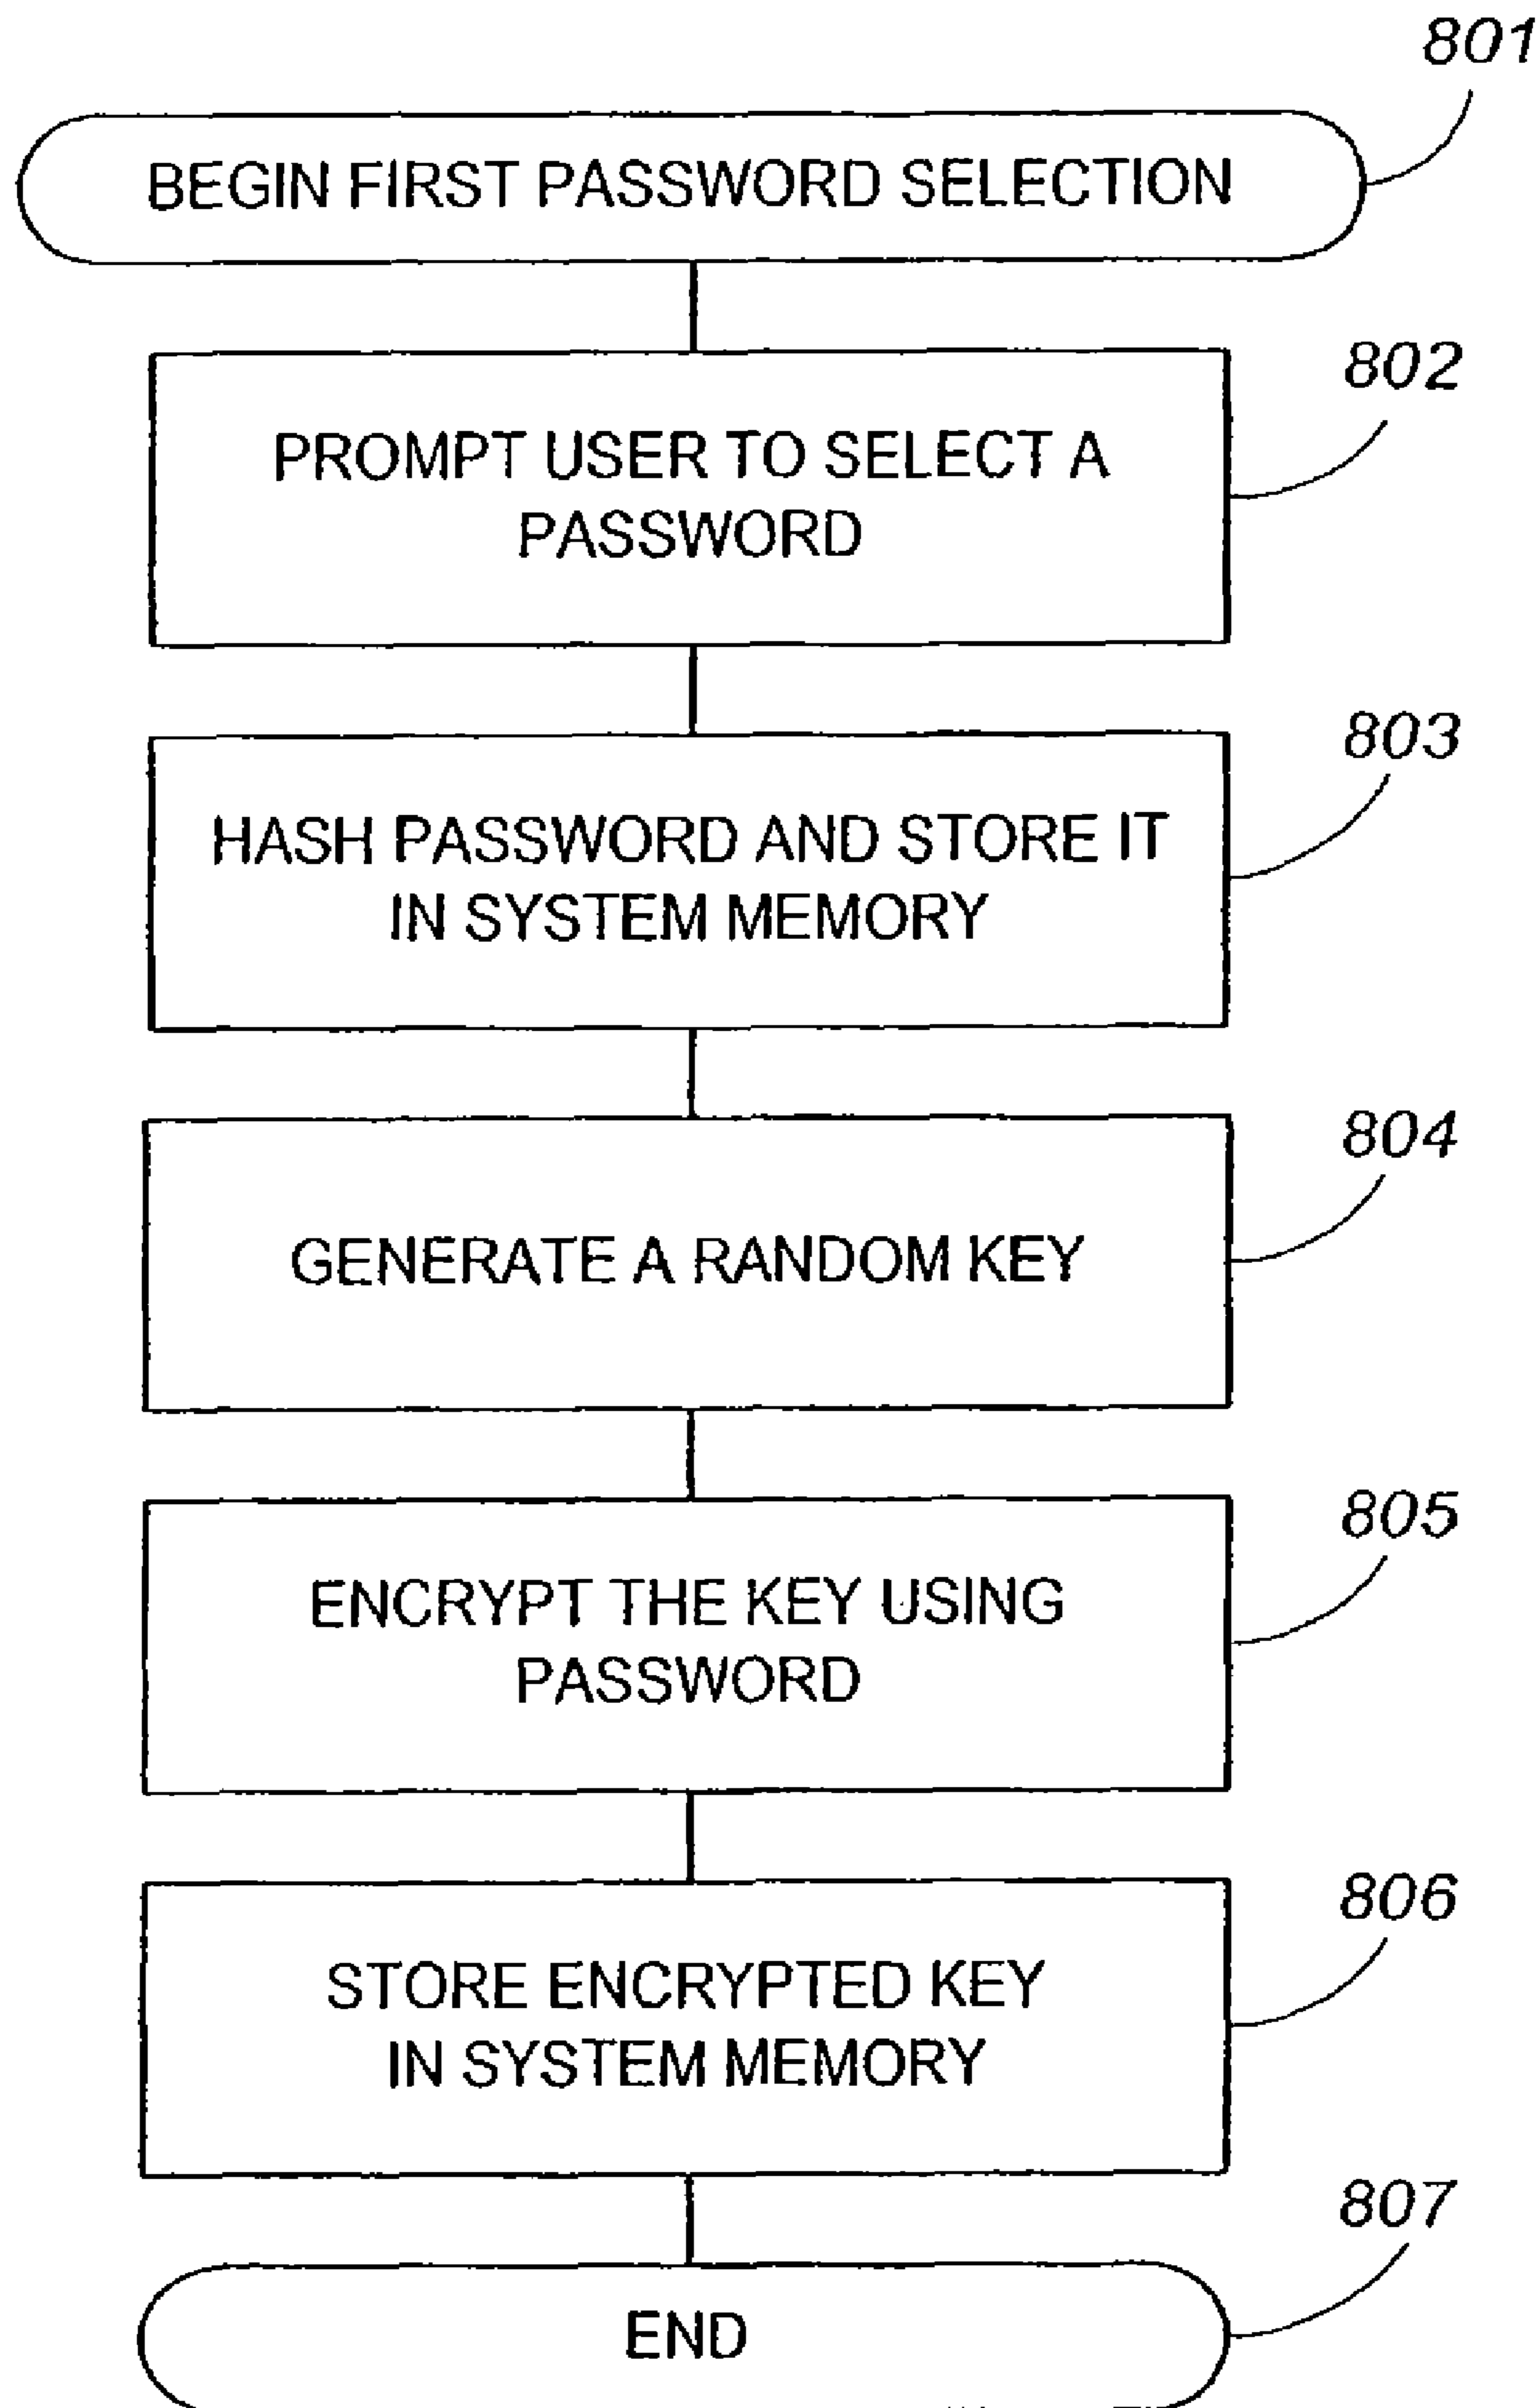 801
BEGIN FIRST PASSWORD SELECTION
802
PROMPT USER TO SELECT A
PASSWORD
803
HASH PASSWORD AND STORE IT
IN SYSTEM MEMORY
804
GENERATE A RANDOM KEY
805
ENCRYPT THE KEY USING
PASSWORD
806
STORE ENCRYPTED KEY
IN SYSTEM MEMORY
807
END